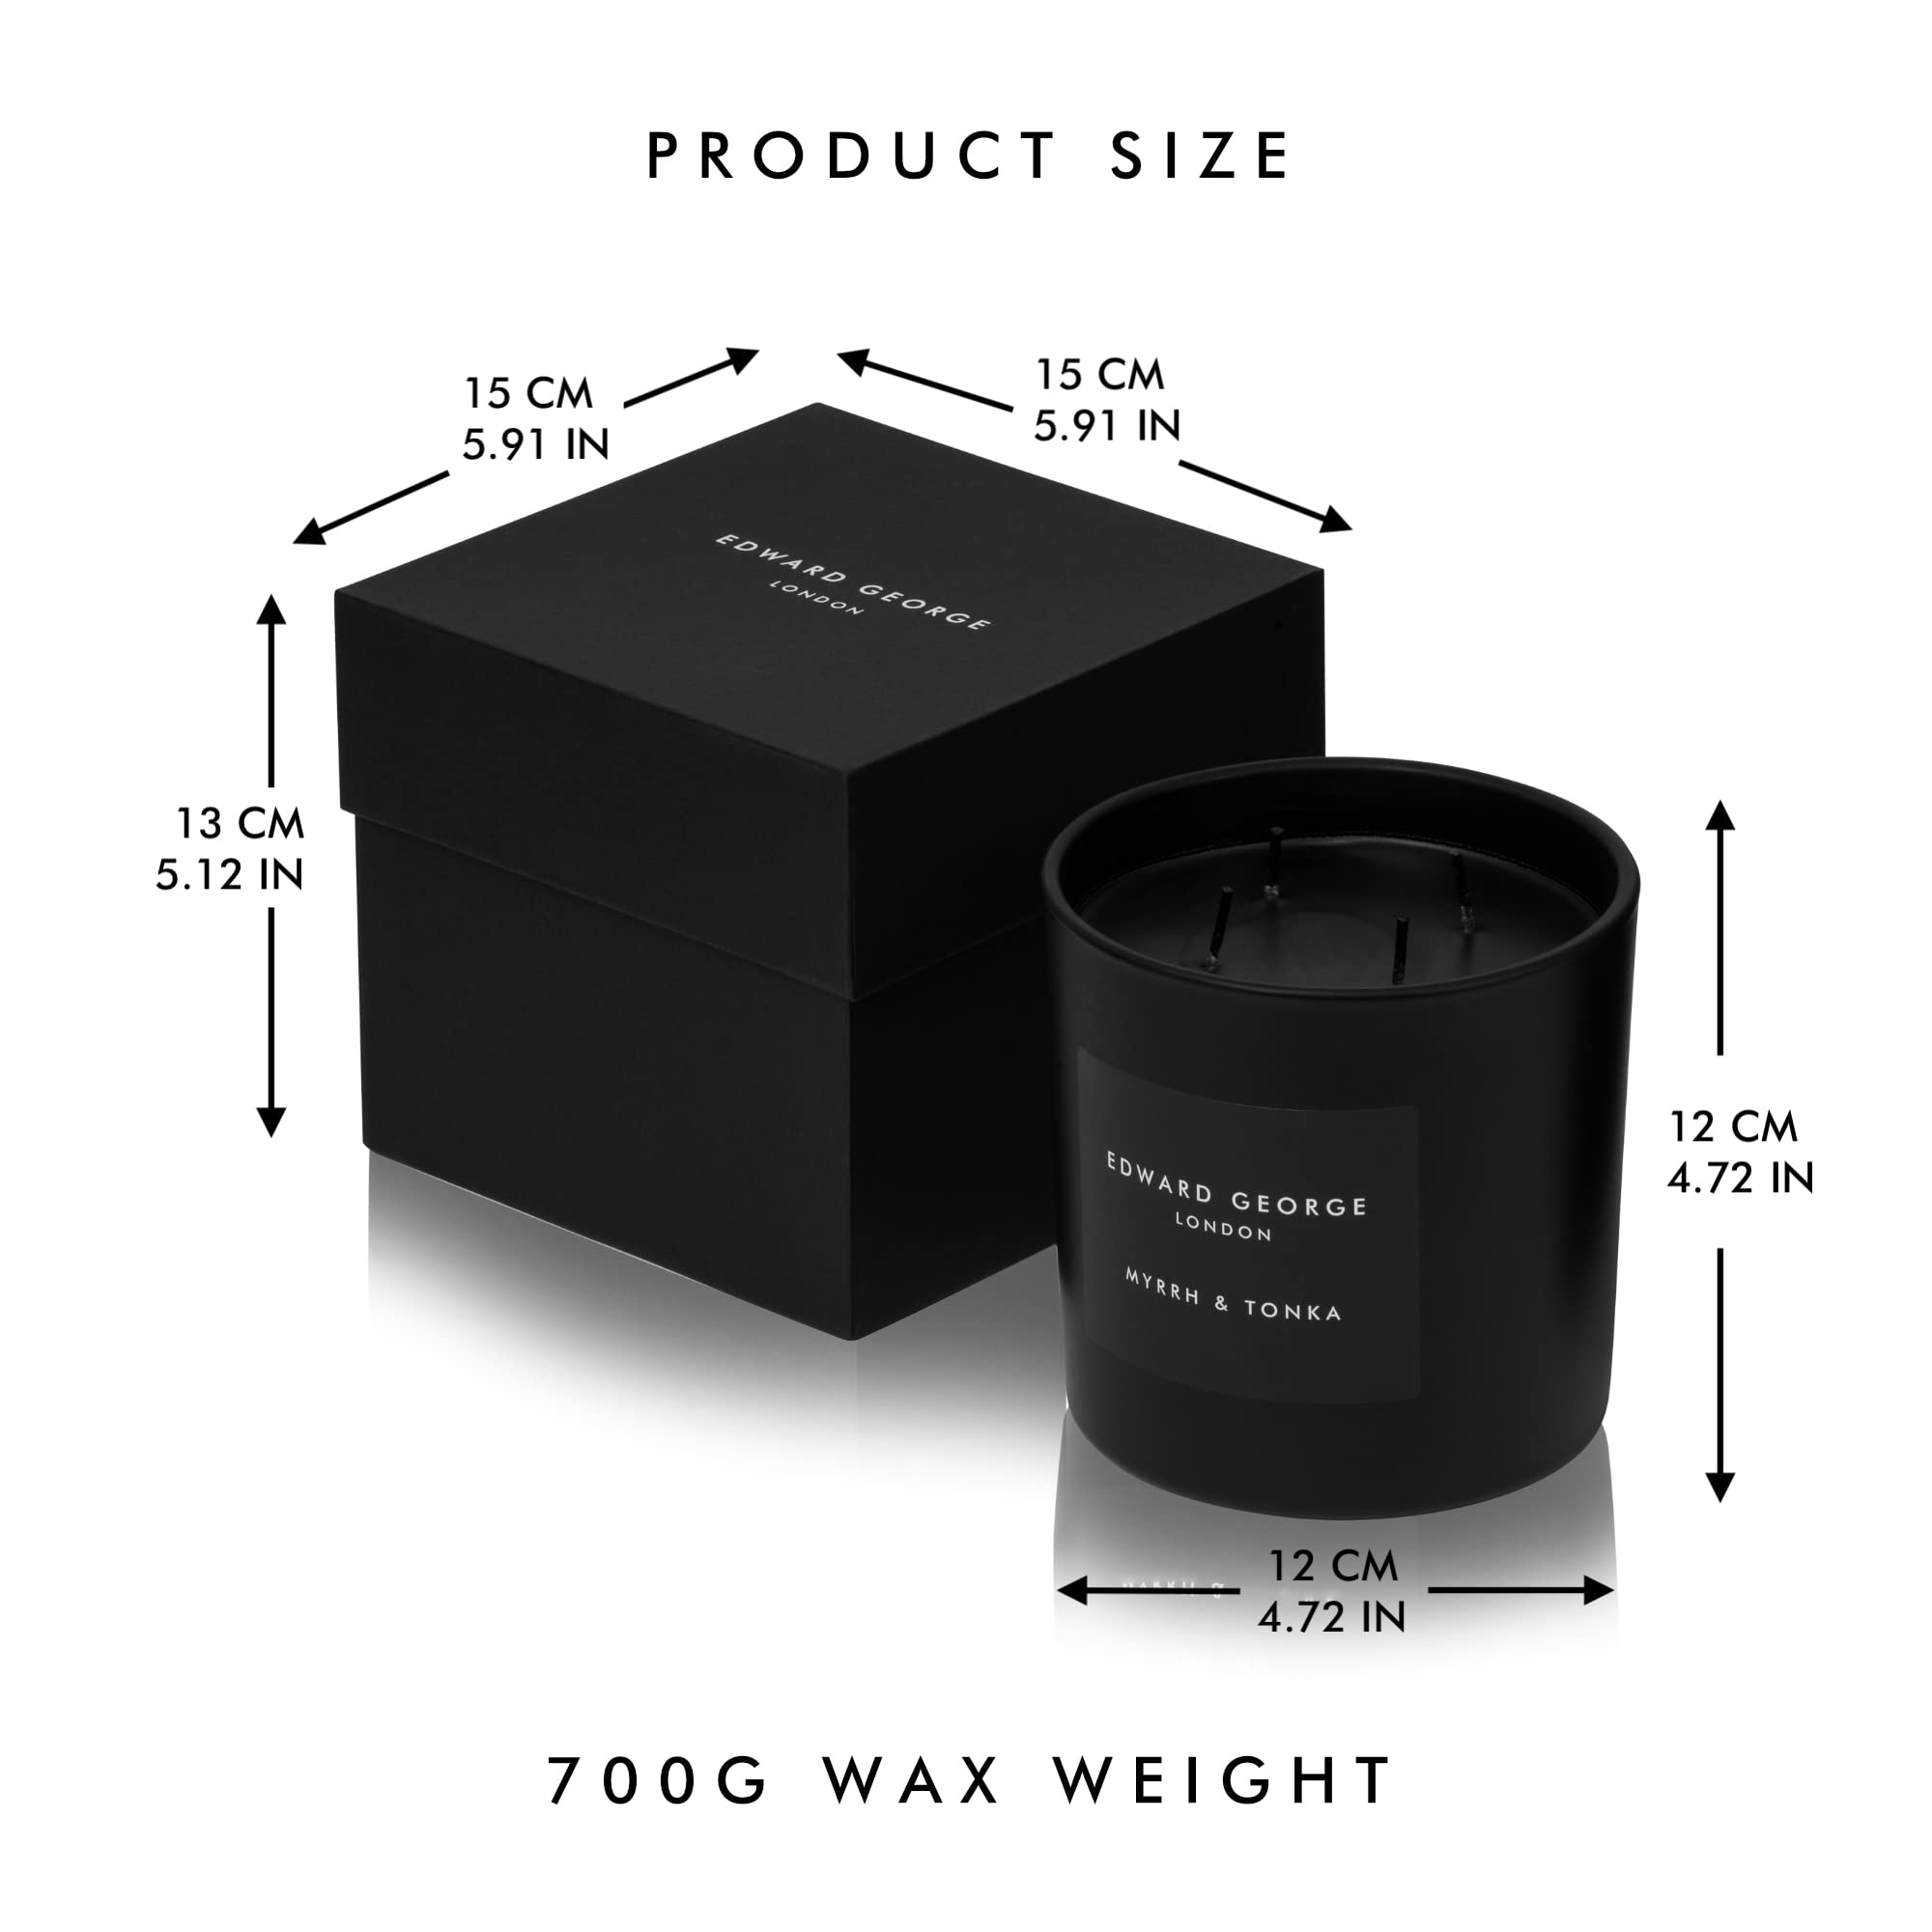 PRODUCT SIZE
15 CM
5.91 IN
15 CM
5.91 IN
EDWARD GEORGE
LONDON
13 CM
5.12 IN
12 CM
4.72 IN
EDWARD GEORGE
LONDON
MYRRH & TONKA
12 CM
4.72 IN
700G WAX WEIGHT